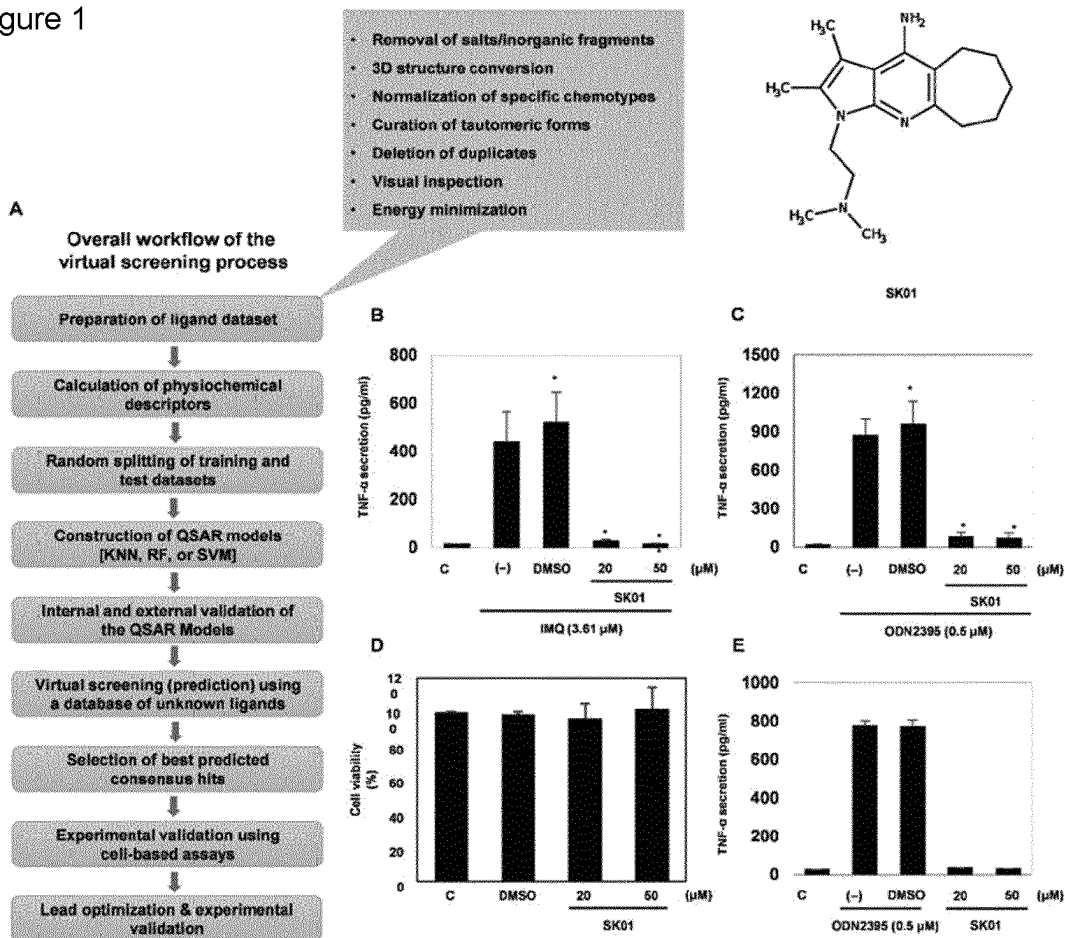 gure 1
• Removal of salts/inorganic fragments
• 3D structure conversion
• Normalization of specific chemotypes
• Curation of tautomeric forms
• Deletion of duplicates
• Visual inspection
• Energy minimization
NH₂
H₃C
H₃C
N
N
N
H₃C
CH₃
SK01
A
Overall workflow of the
virtual screening process
Preparation of ligand dataset
Calculation of physiochemical
descriptors
Random splitting of training and
test datasets
Construction of QSAR models
[KNN, RF, or SVM]
Internal and external validation of
the QSAR Models
Virtual screening (prediction) using
a database of unknown ligands
Selection of best predicted
consensus hits
Experimental validation using
cell-based assays
Lead optimization & experimental
validation
B
TNF-α secretion (pg/ml)
800
600
400
200
0
*
*
*
*
C (–) DMSO 20 50 (μM)
SK01
IMQ (3.61 μM)
C
TNF-α secretion (pg/ml)
1500
1200
900
600
300
0
*
*
*
C (–) DMSO 20 50 (μM)
SK01
ODN2395 (0.5 μM)
D
Cell viability
(%)
12
0
10
0
80
60
40
20
0
C DMSO 20 50 (μM)
SK01
E
TNF-α secretion (pg/ml)
1000
800
600
400
200
0
C (–) DMSO 20 50 (μM)
ODN2395 (0.5 μM) SK01